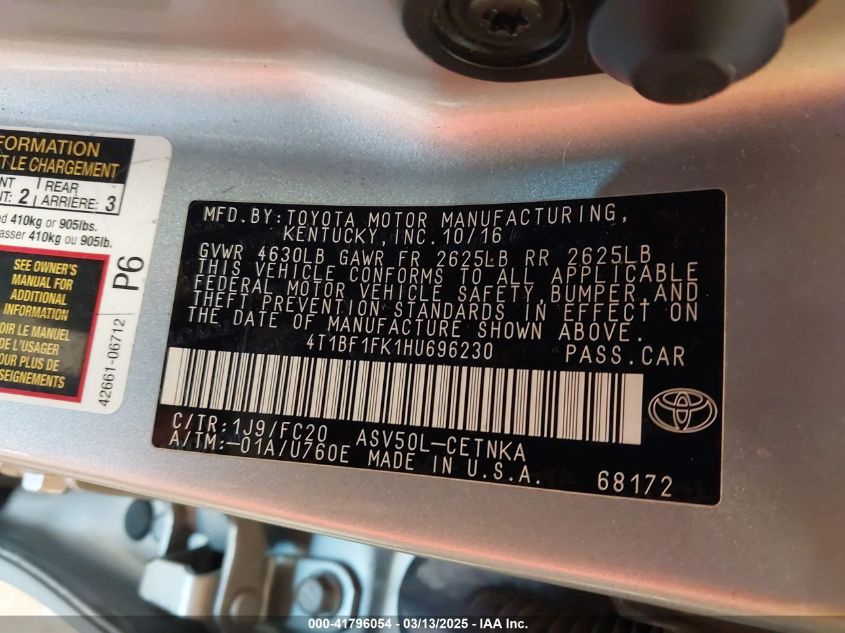 FORMATION
ET LE CHARGEMENT
NT 2 REAR ARRIÈRE: 3
410kg or 905lbs.
asser 410kg ou 905lb.
SEE OWNER'S
MANUAL FOR
ADDITIONAL
INFORMATION
OIR LE MANUEL
DE L'USAGER
OUR PLUS DE
SEIGNEMENTS
P6
42661-06712
MFD.BY:TOYOTA MOTOR MANUFACTURING,
KENTUCKY,INC.10/16
GVWR 4630LB GAWR FR 2625LB RR 2625LB
THIS VEHICLE CONFORMS TO ALL APPLICABLE
FEDERAL MOTOR VEHICLE SAFETY,BUMPER,AND
THEFT PREVENTION STANDARDS IN EFFECT ON
THE DATE OF MANUFACTURE SHOWN ABOVE.
4T1BF1FK1HU696230 PASS.CAR
C/TR:1J9/FC20 ASV50L-CETNKA
A/TM:-01A/U760E MADE IN U.S.A.
68172
000-41796054 / 03/13/2025 - IAA Inc.